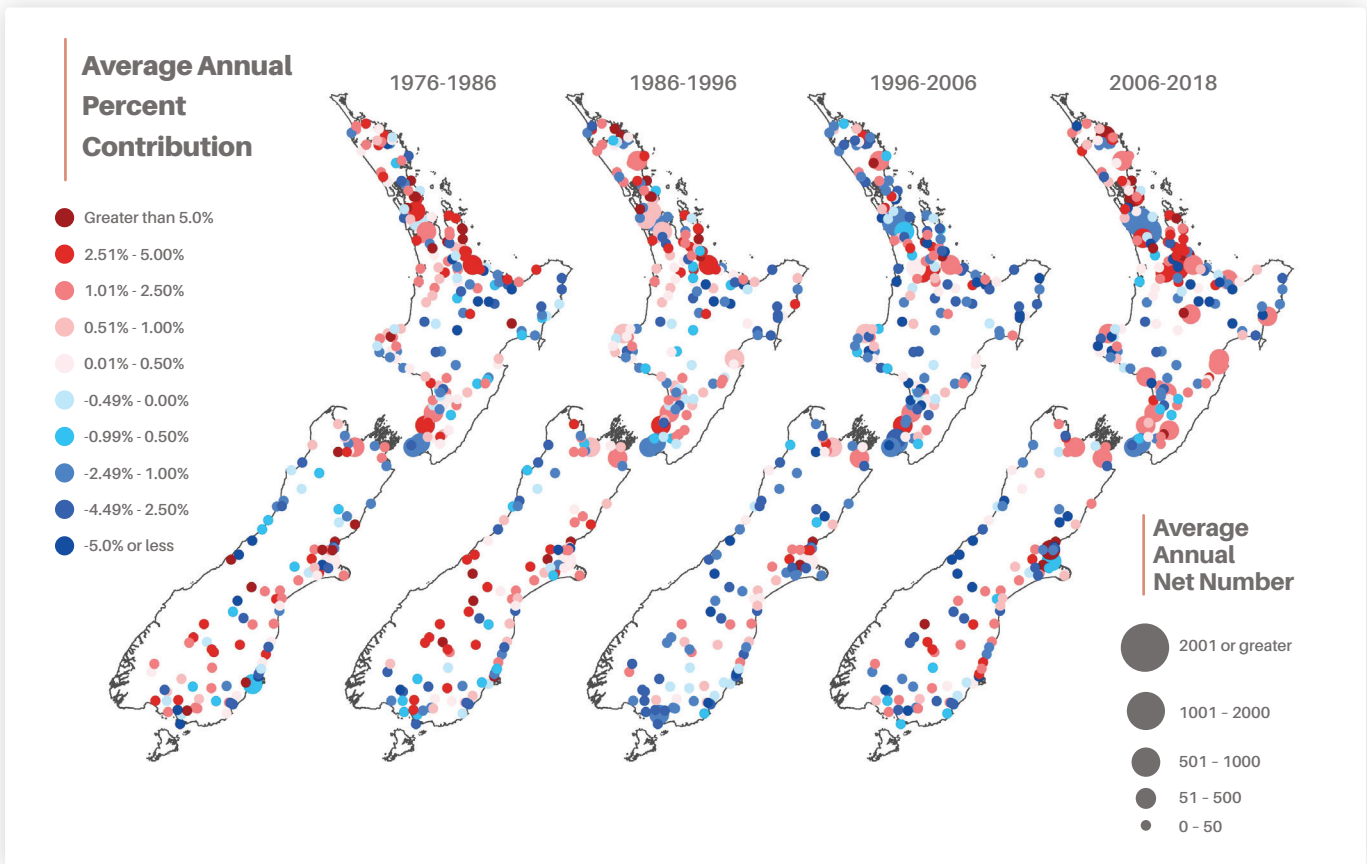 Average Annual
Percent
Contribution
1976-1986
1986-1996
1996-2006
2006-2018
Greater than 5.0%
2.51% - 5.00%
1.01% - 2.50%
0.51% - 1.00%
0.01% - 0.50%
-0.49% - 0.00%
-0.99% - 0.50%
-2.49% - 1.00%
-4.49% - 2.50%
-5.0% or less
Average
Annual
Net Number
2001 or greater
1001 – 2000
501 – 1000
51 – 500
0 – 50